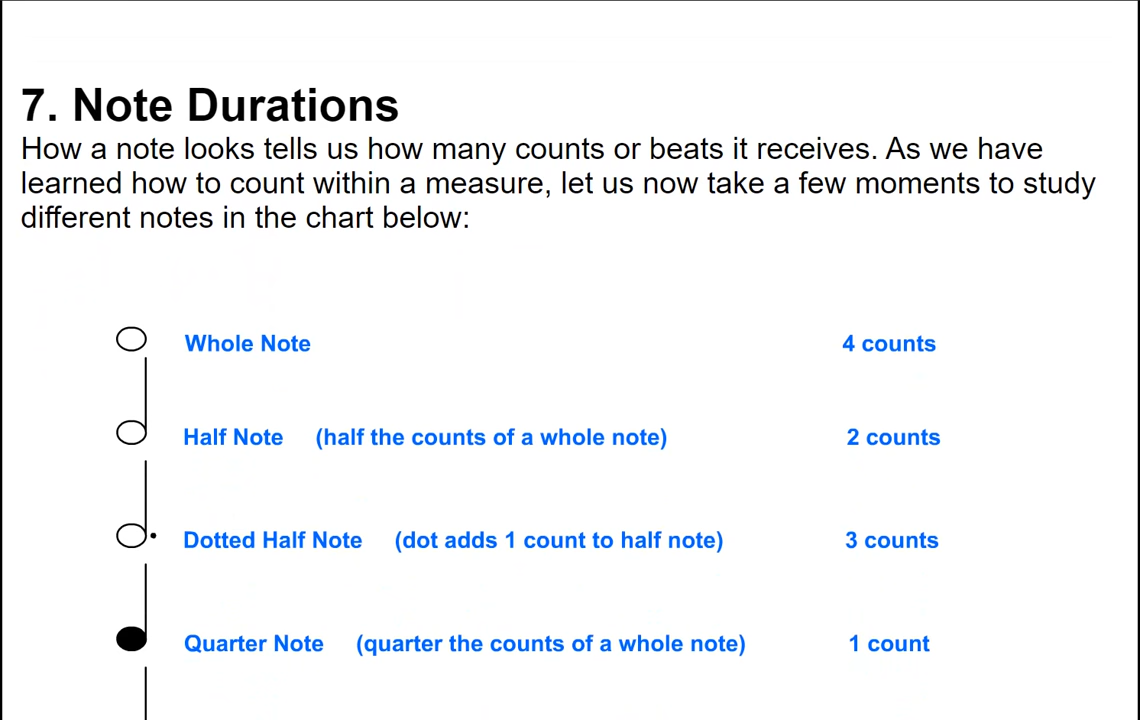 7. Note Durations
How a note looks tells us how many counts or beats it receives. As we have
learned how to count within a measure, let us now take a few moments to study
different notes in the chart below:
Whole Note 4 counts
Half Note (half the counts of a whole note) 2 counts
Dotted Half Note (dot adds 1 count to half note) 3 counts
Quarter Note (quarter the counts of a whole note) 1 count